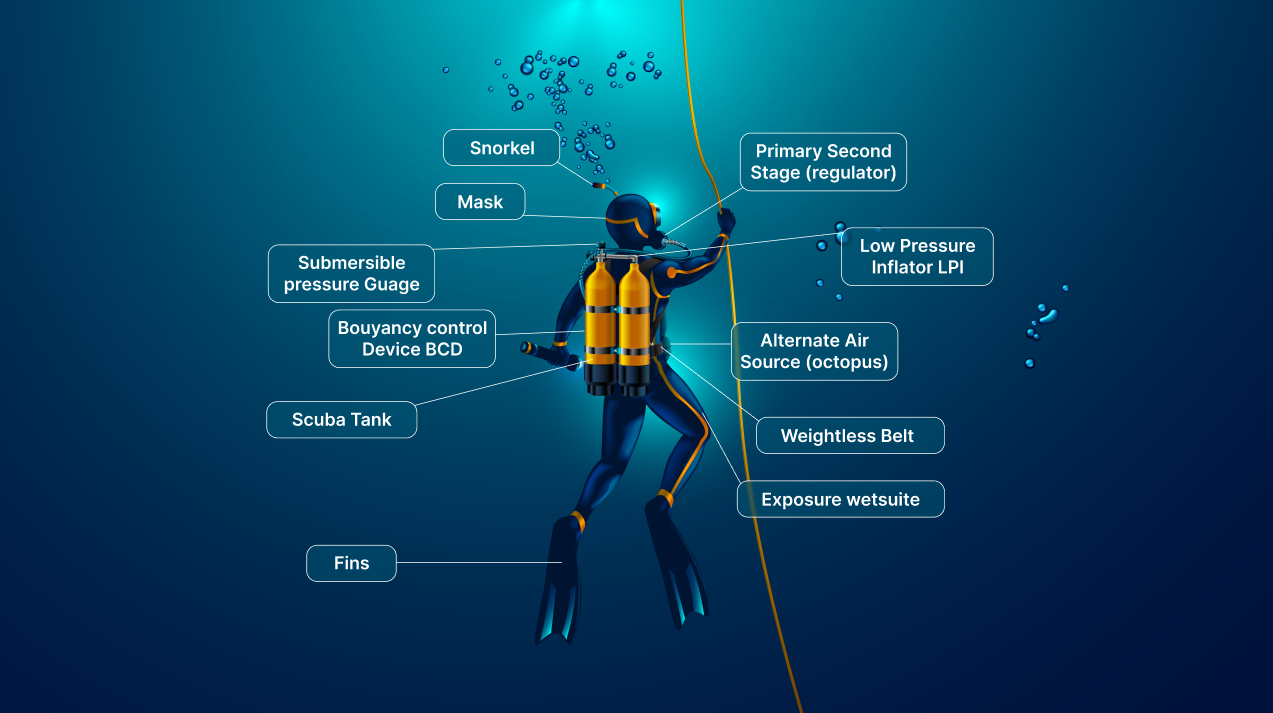 Snorkel
Primary Second
Stage (regulator)
Mask
Low Pressure
Inflator LPI
Submersible
pressure Guage
Bouyancy control
Device BCD
Alternate Air
Source (octopus)
Scuba Tank
Weightless Belt
Exposure wetsuite
Fins